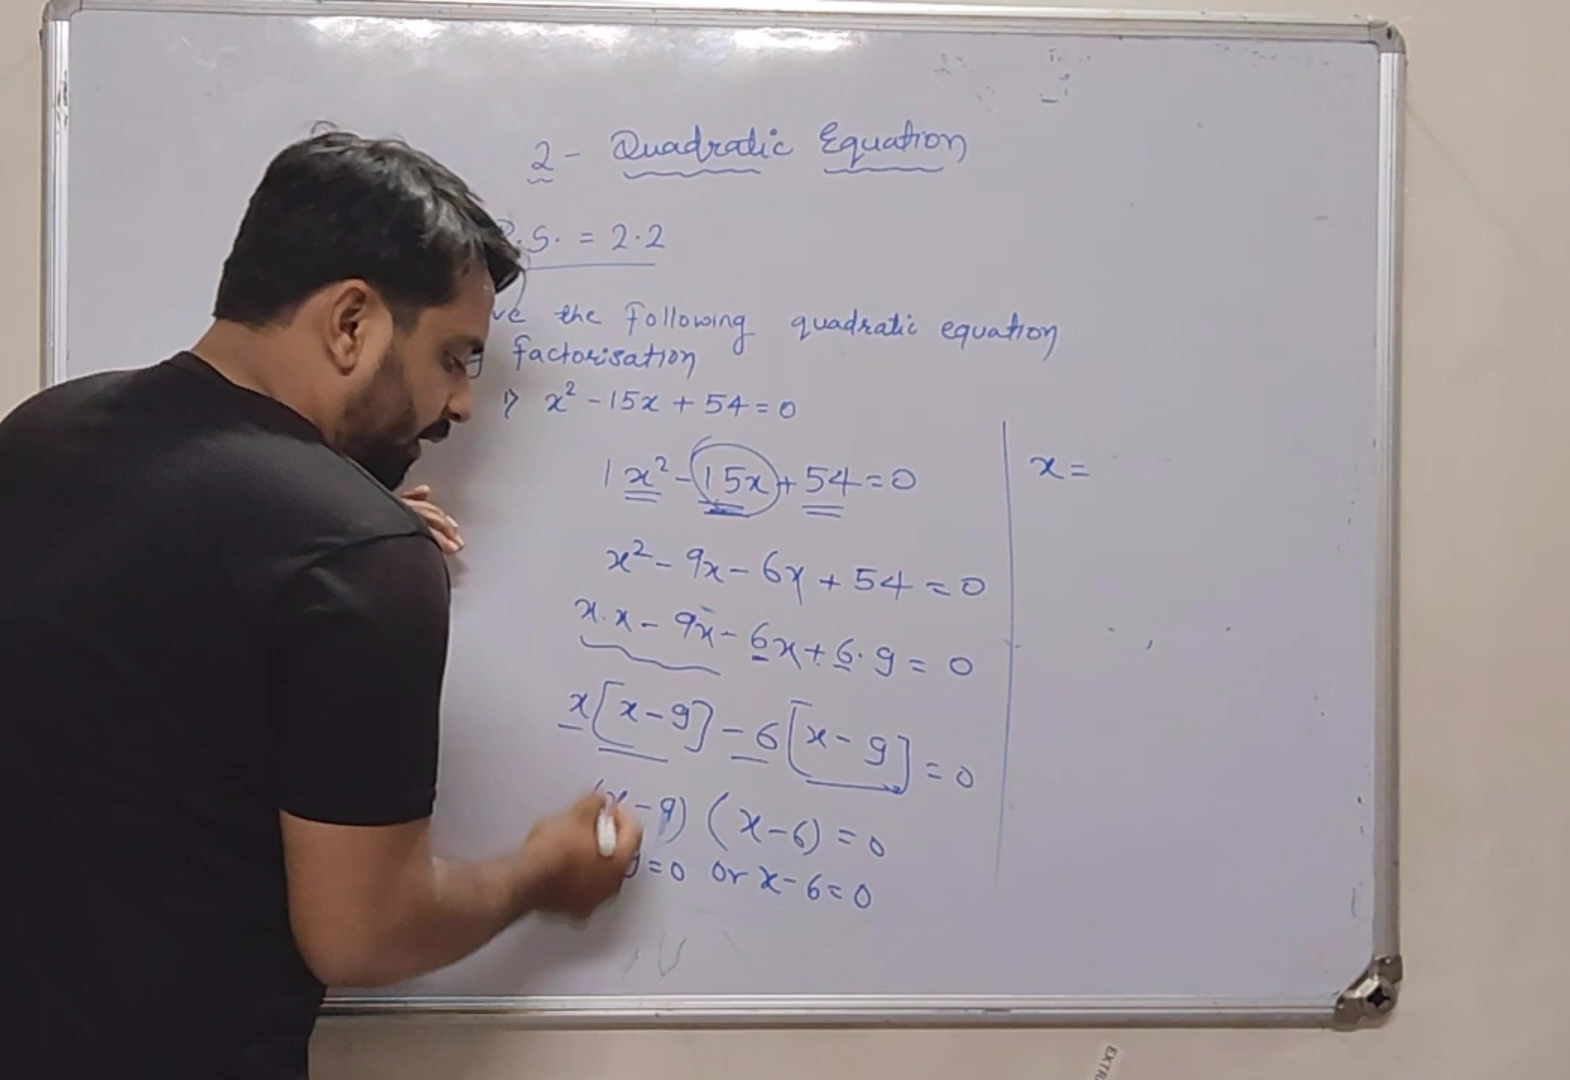 2 - Quadratic Equation
.S. = 2.2
the following quadratic equation
factorisation
1) x² - 15x + 54 = 0
1x² - 15x + 54 = 0
x² - 9x - 6x + 54 = 0
x.x - 9x - 6x + 6.9 = 0
x[x-9] - 6[x-9] = 0
(x-9) (x-6) = 0
=0 or x-6=0
x =
EXTR